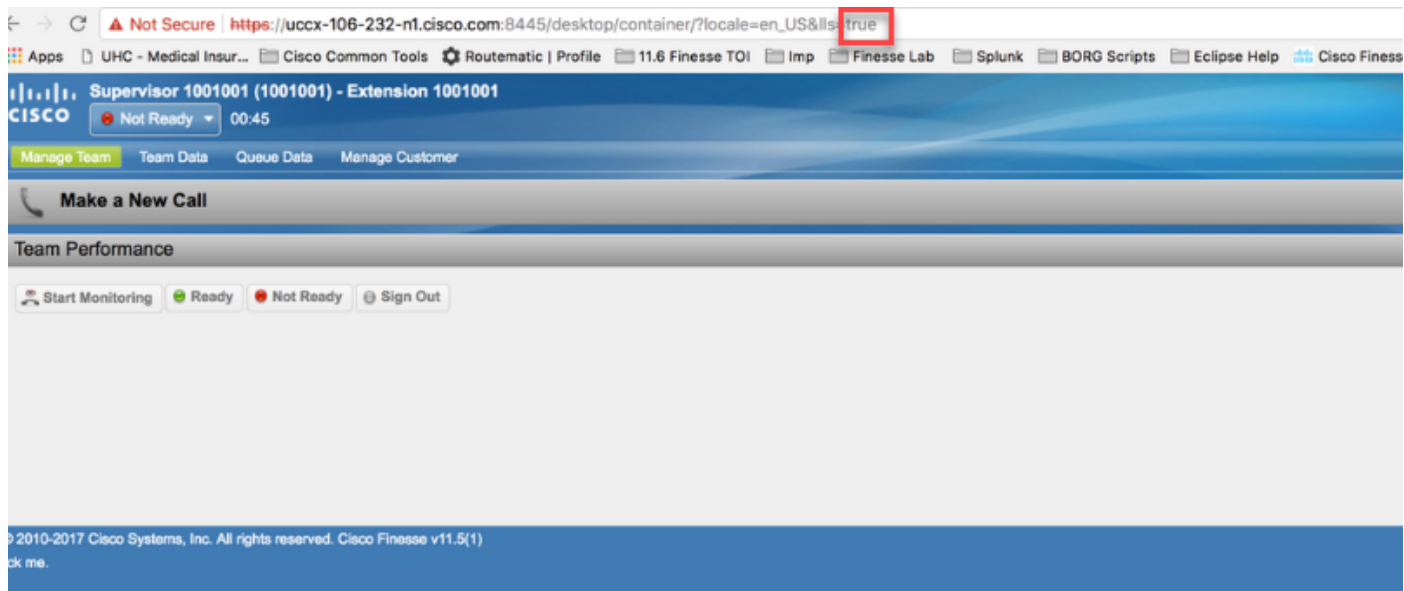 Not Secure https://uccx-106-232-n1.cisco.com:8445/desktop/container/?locale=en_US&lls=true
Apps UHC - Medical Insur... Cisco Common Tools Routematic | Profile 11.6 Finesse TOI Imp Finesse Lab Splunk BORG Scripts Eclipse Help Cisco Finess
Supervisor 1001001 (1001001) - Extension 1001001
CISCO Not Ready 00:45
Manage Team Team Data Queue Data Manage Customer
Make a New Call
Team Performance
Start Monitoring Ready Not Ready Sign Out
2010-2017 Cisco Systems, Inc. All rights reserved. Cisco Finesse v11.5(1)
ck me.